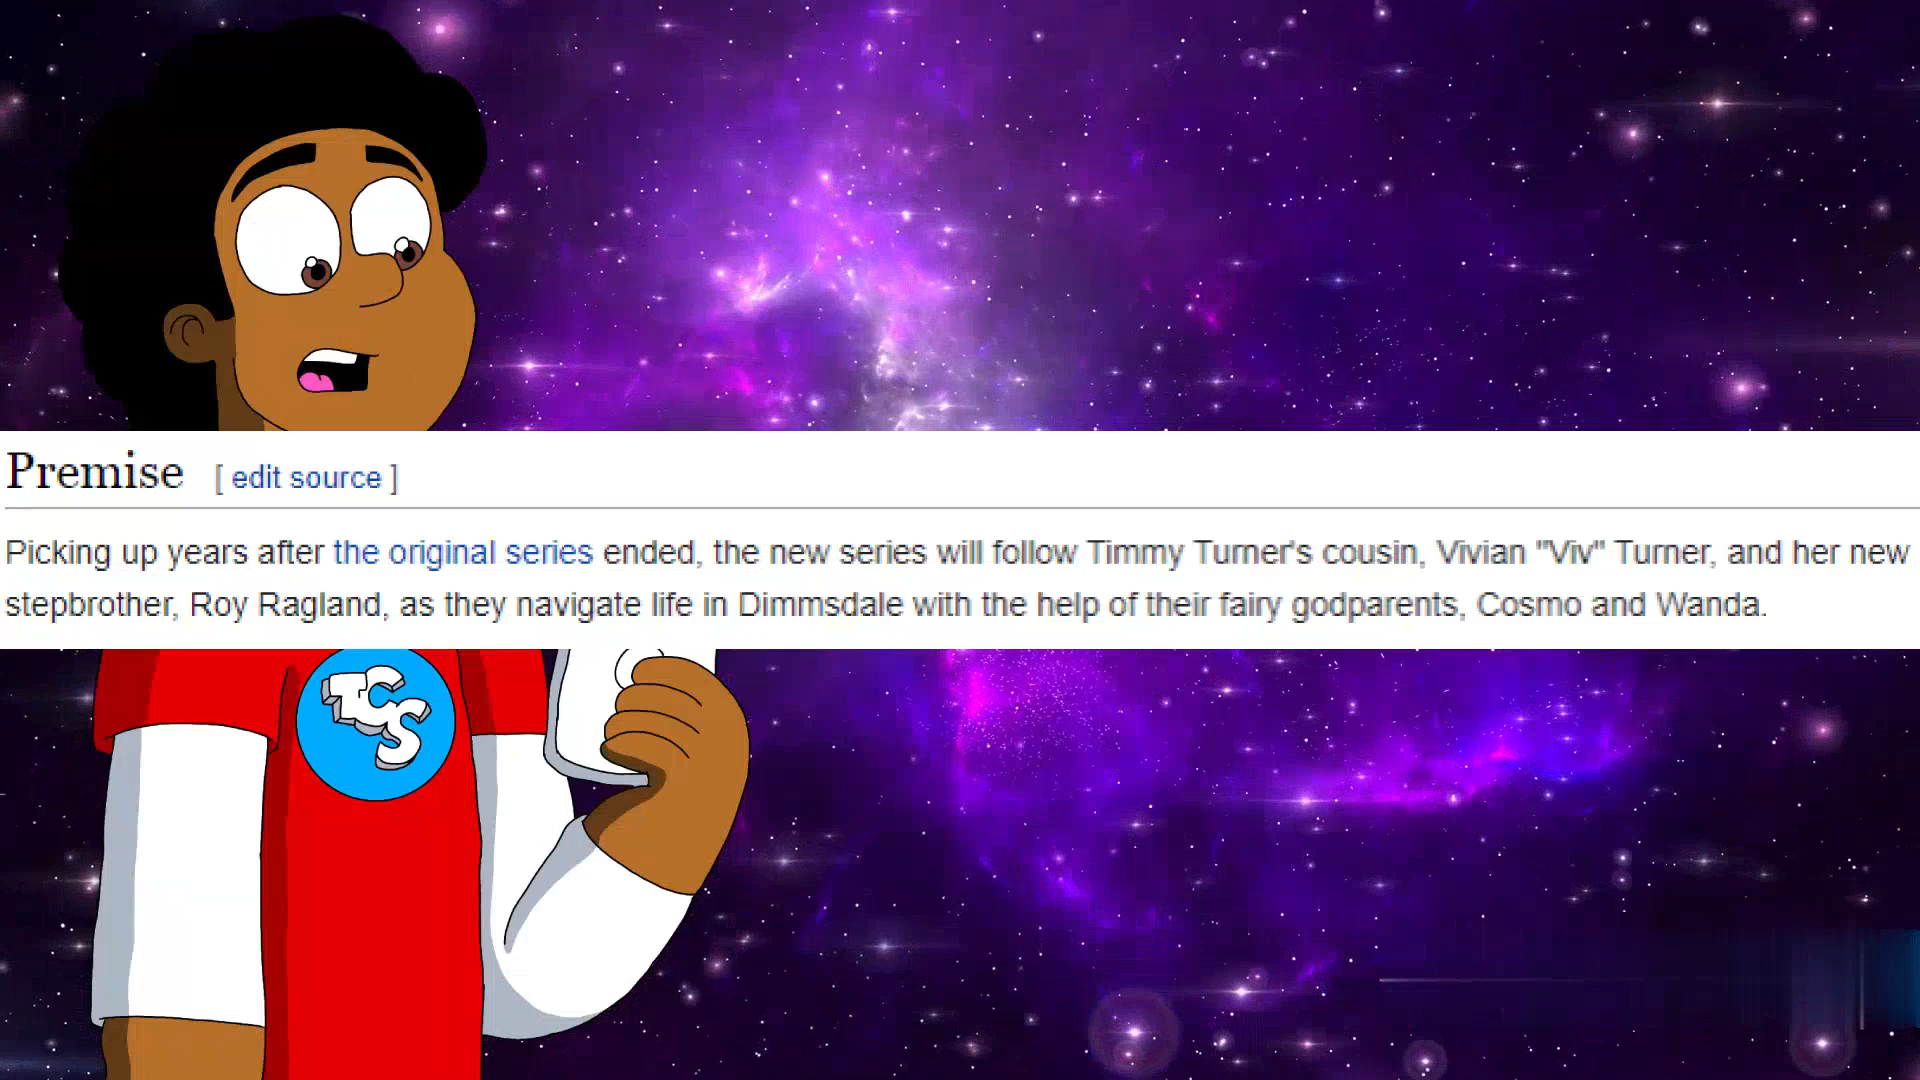 Premise [ edit source ]
Picking up years after the original series ended, the new series will follow Timmy Turner's cousin, Vivian "Viv" Turner, and her new
stepbrother, Roy Ragland, as they navigate life in Dimmsdale with the help of their fairy godparents, Cosmo and Wanda.
TCS